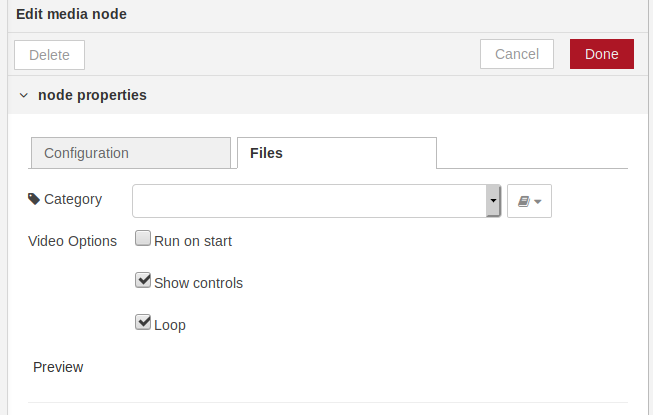 Edit media node
Delete
Cancel
Done
node properties
Configuration
Files
Category
Video Options
Run on start
Show controls
Loop
Preview